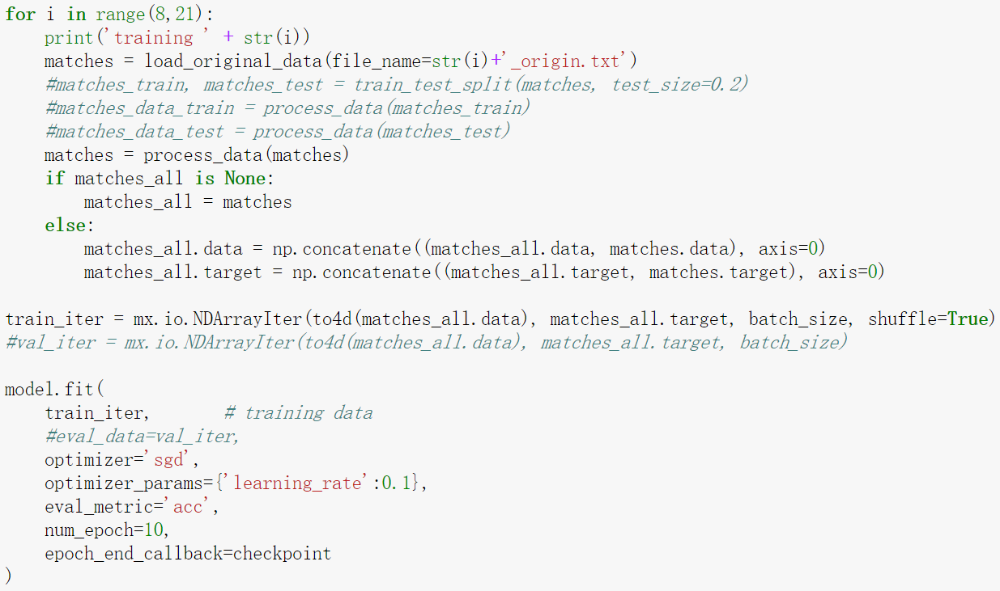 for i in range(8,21):
    print('training ' + str(i))
    matches = load_original_data(file_name=str(i)+'_origin.txt')
    #matches_train, matches_test = train_test_split(matches, test_size=0.2)
    #matches_data_train = process_data(matches_train)
    #matches_data_test = process_data(matches_test)
    matches = process_data(matches)
    if matches_all is None:
        matches_all = matches
    else:
        matches_all.data = np.concatenate((matches_all.data, matches.data), axis=0)
        matches_all.target = np.concatenate((matches_all.target, matches.target), axis=0)

train_iter = mx.io.NDArrayIter(to4d(matches_all.data), matches_all.target, batch_size, shuffle=True)
#val_iter = mx.io.NDArrayIter(to4d(matches_all.data), matches_all.target, batch_size)

model.fit(
    train_iter,       # training data
    #eval_data=val_iter,
    optimizer='sgd',
    optimizer_params={'learning_rate':0.1},
    eval_metric='acc',
    num_epoch=10,
    epoch_end_callback=checkpoint
)